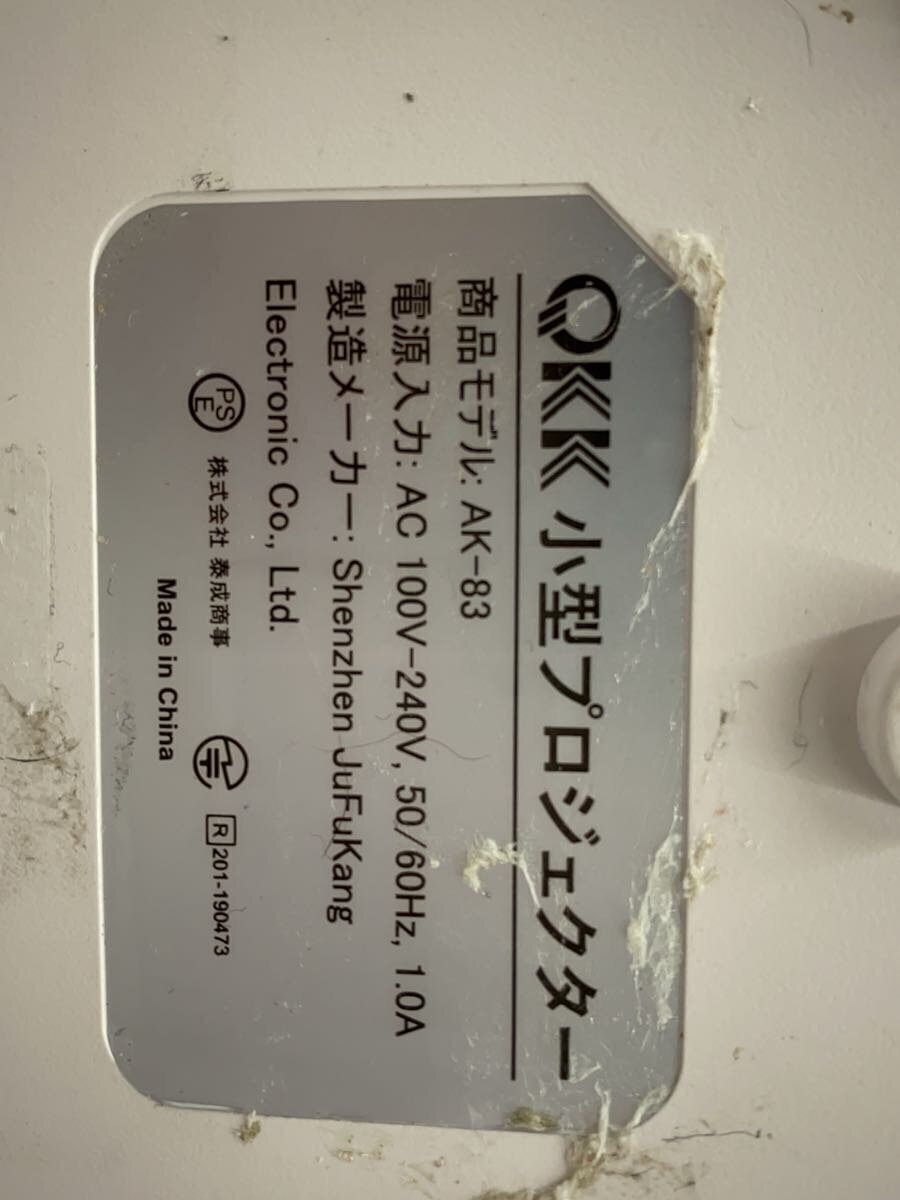 QKK 小型プロジェクター
商品モデル: AK-83
電源入力: AC 100V-240V, 50/60Hz, 1.0A
製造メーカー: Shenzhen JuFuKang
Electronic Co., Ltd.
PSE 株式会社 泰成商事 R 201-190473
Made in China